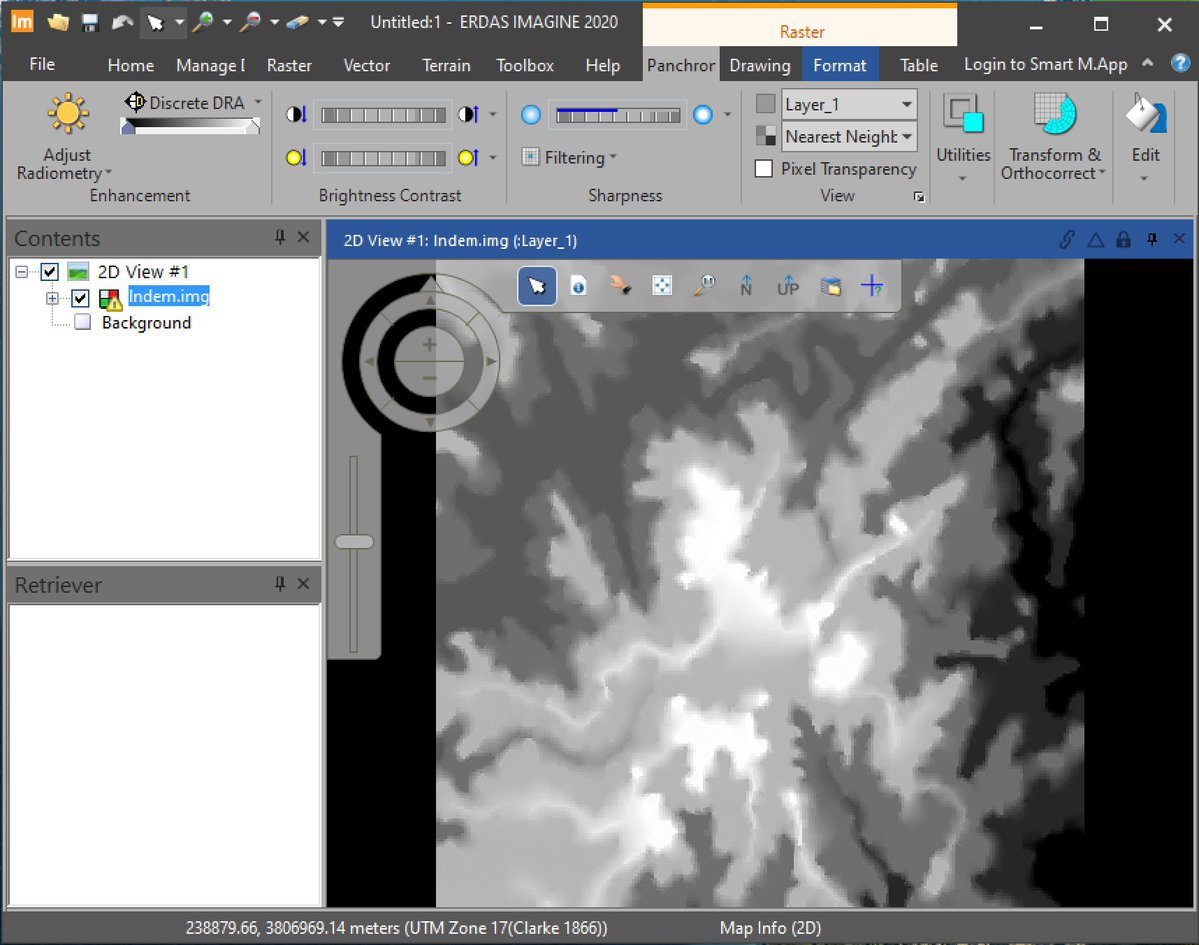 Im Untitled:1 - ERDAS IMAGINE 2020 Raster
File Home Manage I Raster Vector Terrain Toolbox Help Panchror Drawing Format Table Login to Smart M.App ?
Discrete DRA
Adjust
Radiometry
Enhancement
Brightness Contrast
Filtering
Sharpness
Layer_1
Nearest Neighb
Pixel Transparency
View
Utilities
Transform &
Orthocorrect
Edit
Contents
2D View #1
lndem.img
Background
Retriever
2D View #1: lndem.img (:Layer_1)
N UP
238879.66, 3806969.14 meters (UTM Zone 17(Clarke 1866)) Map Info (2D)